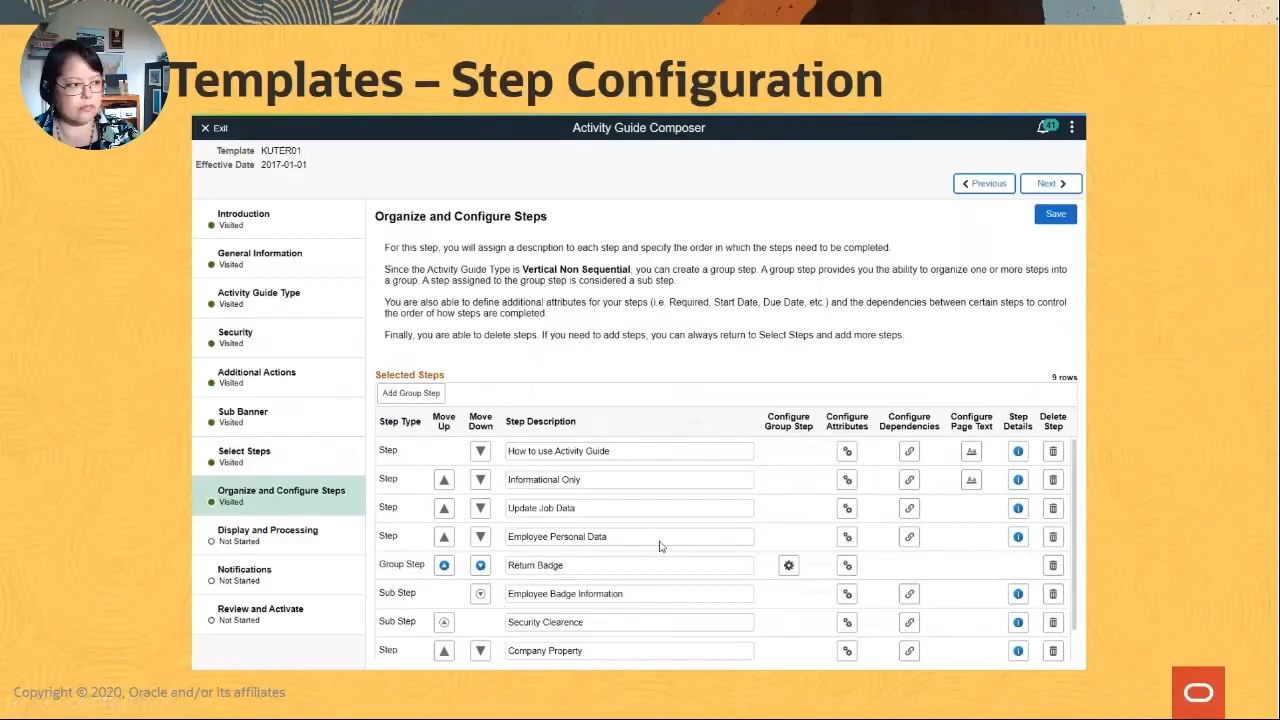 Templates – Step Configuration
Exit
Activity Guide Composer
41
Template KUTER01
Effective Date 2017-01-01
Previous
Next
Introduction
Visited
General Information
Visited
Activity Guide Type
Visited
Security
Visited
Additional Actions
Visited
Sub Banner
Visited
Select Steps
Visited
Organize and Configure Steps
Visited
Display and Processing
Not Started
Notifications
Not Started
Review and Activate
Not Started
Organize and Configure Steps
Save
For this step, you will assign a description to each step and specify the order in which the steps need to be completed.
Since the Activity Guide Type is Vertical Non Sequential, you can create a group step. A group step provides you the ability to organize one or more steps into
a group. A step assigned to the group step is considered a sub step.
You are also able to define additional attributes for your steps (i.e. Required, Start Date, Due Date, etc.) and the dependencies between certain steps to control
the order of how steps are completed.
Finally, you are able to delete steps. If you need to add steps, you can always return to Select Steps and add more steps.
Selected Steps
9 rows
Add Group Step
Step Type Move Up Move Down Step Description Configure Group Step Configure Attributes Configure Dependencies Configure Page Text Step Details Delete Step
Step How to use Activity Guide Aa
Step Informational Only Aa
Step Update Job Data
Step Employee Personal Data
Group Step Return Badge
Sub Step Employee Badge Information
Sub Step Security Clearence
Step Company Property
Copyright © 2020, Oracle and/or its affiliates